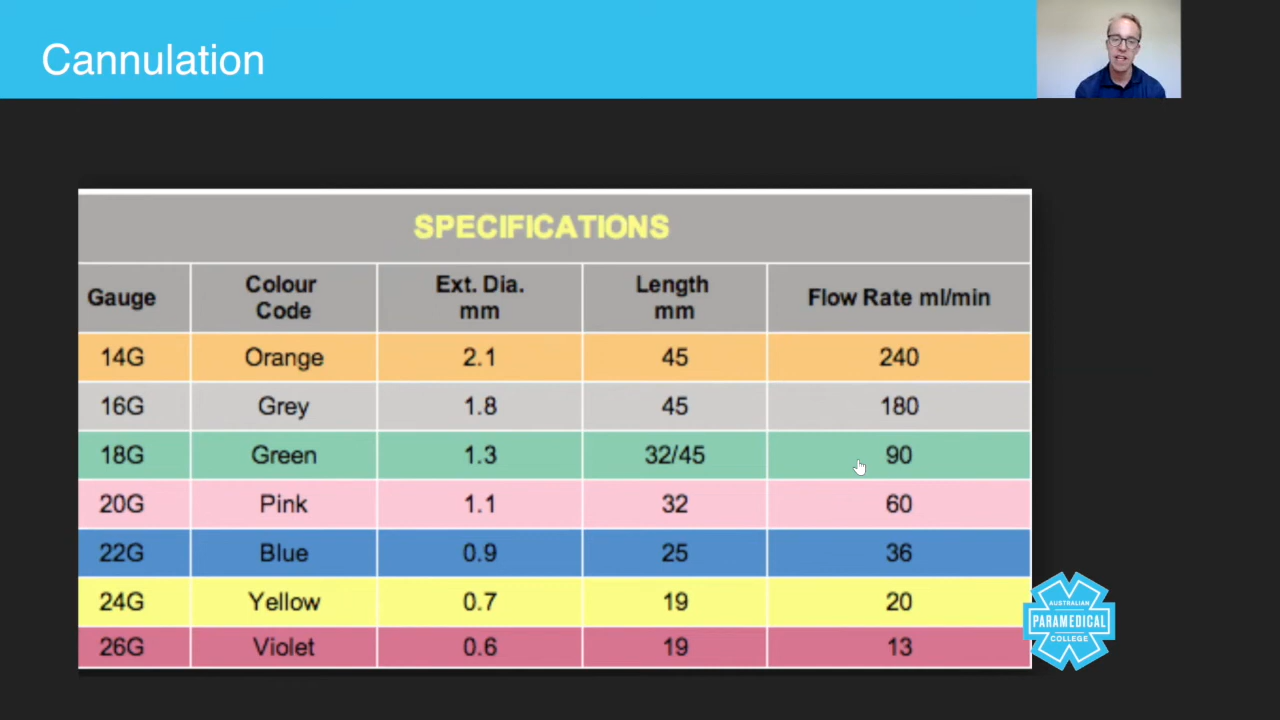 Cannulation
SPECIFICATIONS
Gauge Colour Code Ext. Dia. mm Length mm Flow Rate ml/min
14G Orange 2.1 45 240
16G Grey 1.8 45 180
18G Green 1.3 32/45 90
20G Pink 1.1 32 60
22G Blue 0.9 25 36
24G Yellow 0.7 19 20
26G Violet 0.6 19 13
AUSTRALIAN
PARAMEDICAL
COLLEGE